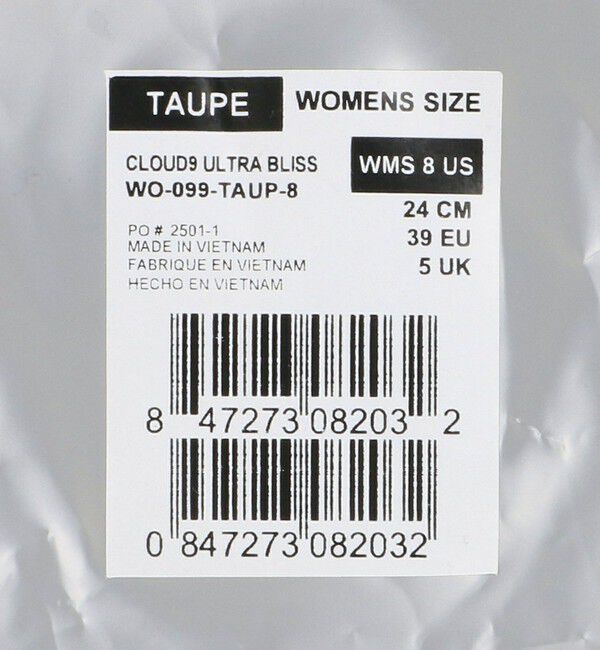 TAUPE WOMENS SIZE
CLOUD9 ULTRA BLISS WMS 8 US
WO-099-TAUP-8
24 CM
39 EU
5 UK
PO # 2501-1
MADE IN VIETNAM
FABRIQUE EN VIETNAM
HECHO EN VIETNAM
8 47273 08203 2
0 847273 082032